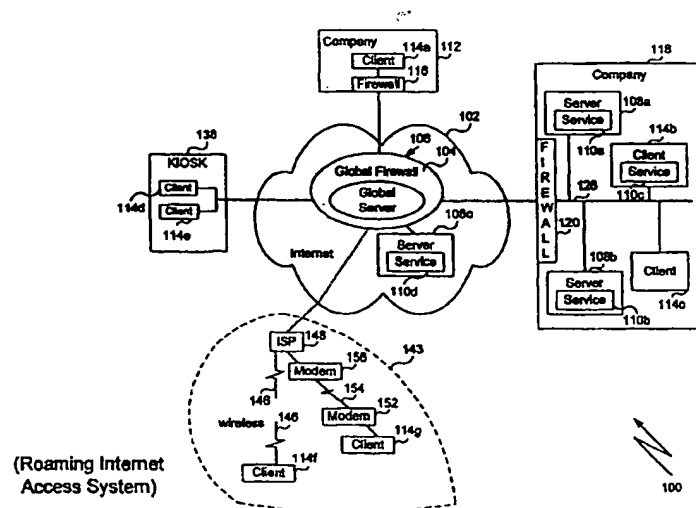 Company
Client
114a
112
Firewall
116
118
Company
Server
108a
Service
110a
114b
Client
Service
110c
126
FIREWALL
120
108b
Server
Service
110b
Client
114c
138
KIOSK
Client
114d
Client
114e
102
106
104
Global Firewall
Global
Server
Internet
108c
Server
Service
110d
ISP
148
143
Modem
156
154
146
146
wireless
Modem
152
Client
114g
Client
114f
(Roaming Internet
Access System)
100